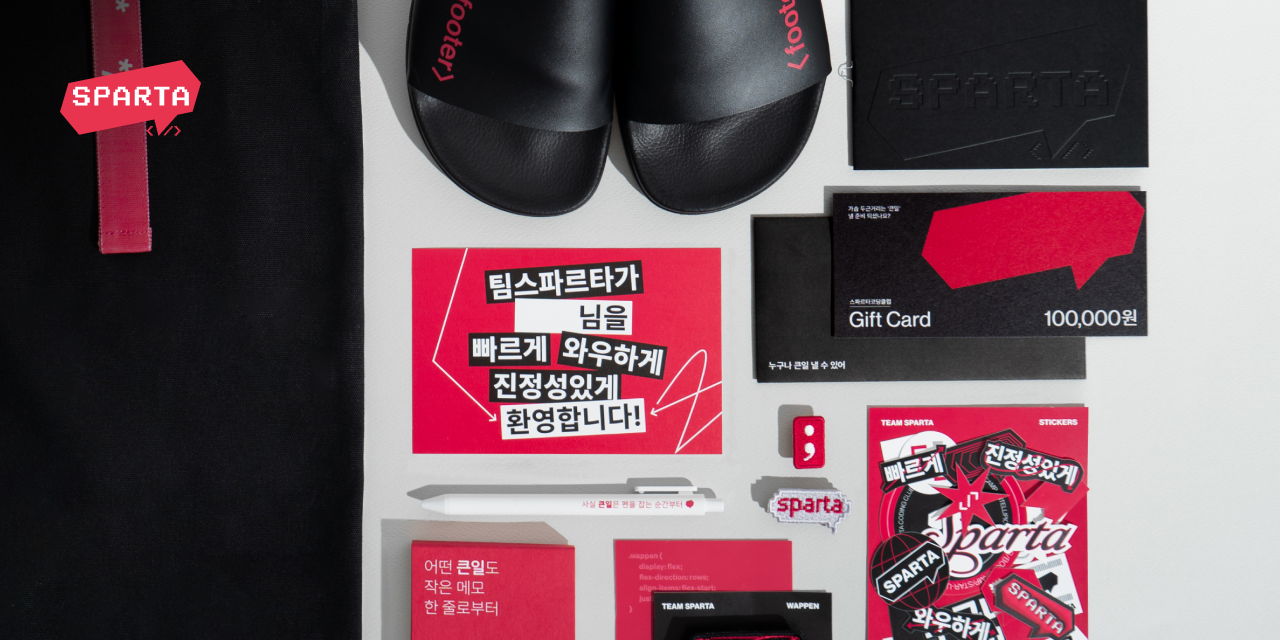 SPARTA
</>
footer>
<foot
SPARTA
</>
가슴 두근거리는 '큰일'
낼 준비 되셨나요?
스파르타코딩클럽
Gift Card
100,000원
누구나 큰일 낼 수 있어
팀스파르타가
님을
빠르게 와우하게
진정성있게
환영합니다!
;
사실 큰일은 펜을 잡는 순간부터
sparta
TEAM SPARTA
STICKERS
빠르게
진정성있게
Sparta
SPARTA
SPARTA
와우하게
어떤 큰일도
작은 메모
한 줄로부터
.wappen {
display: flex;
flex-direction: rows;
align-items: flex-start;
}
TEAM SPARTA
WAPPEN